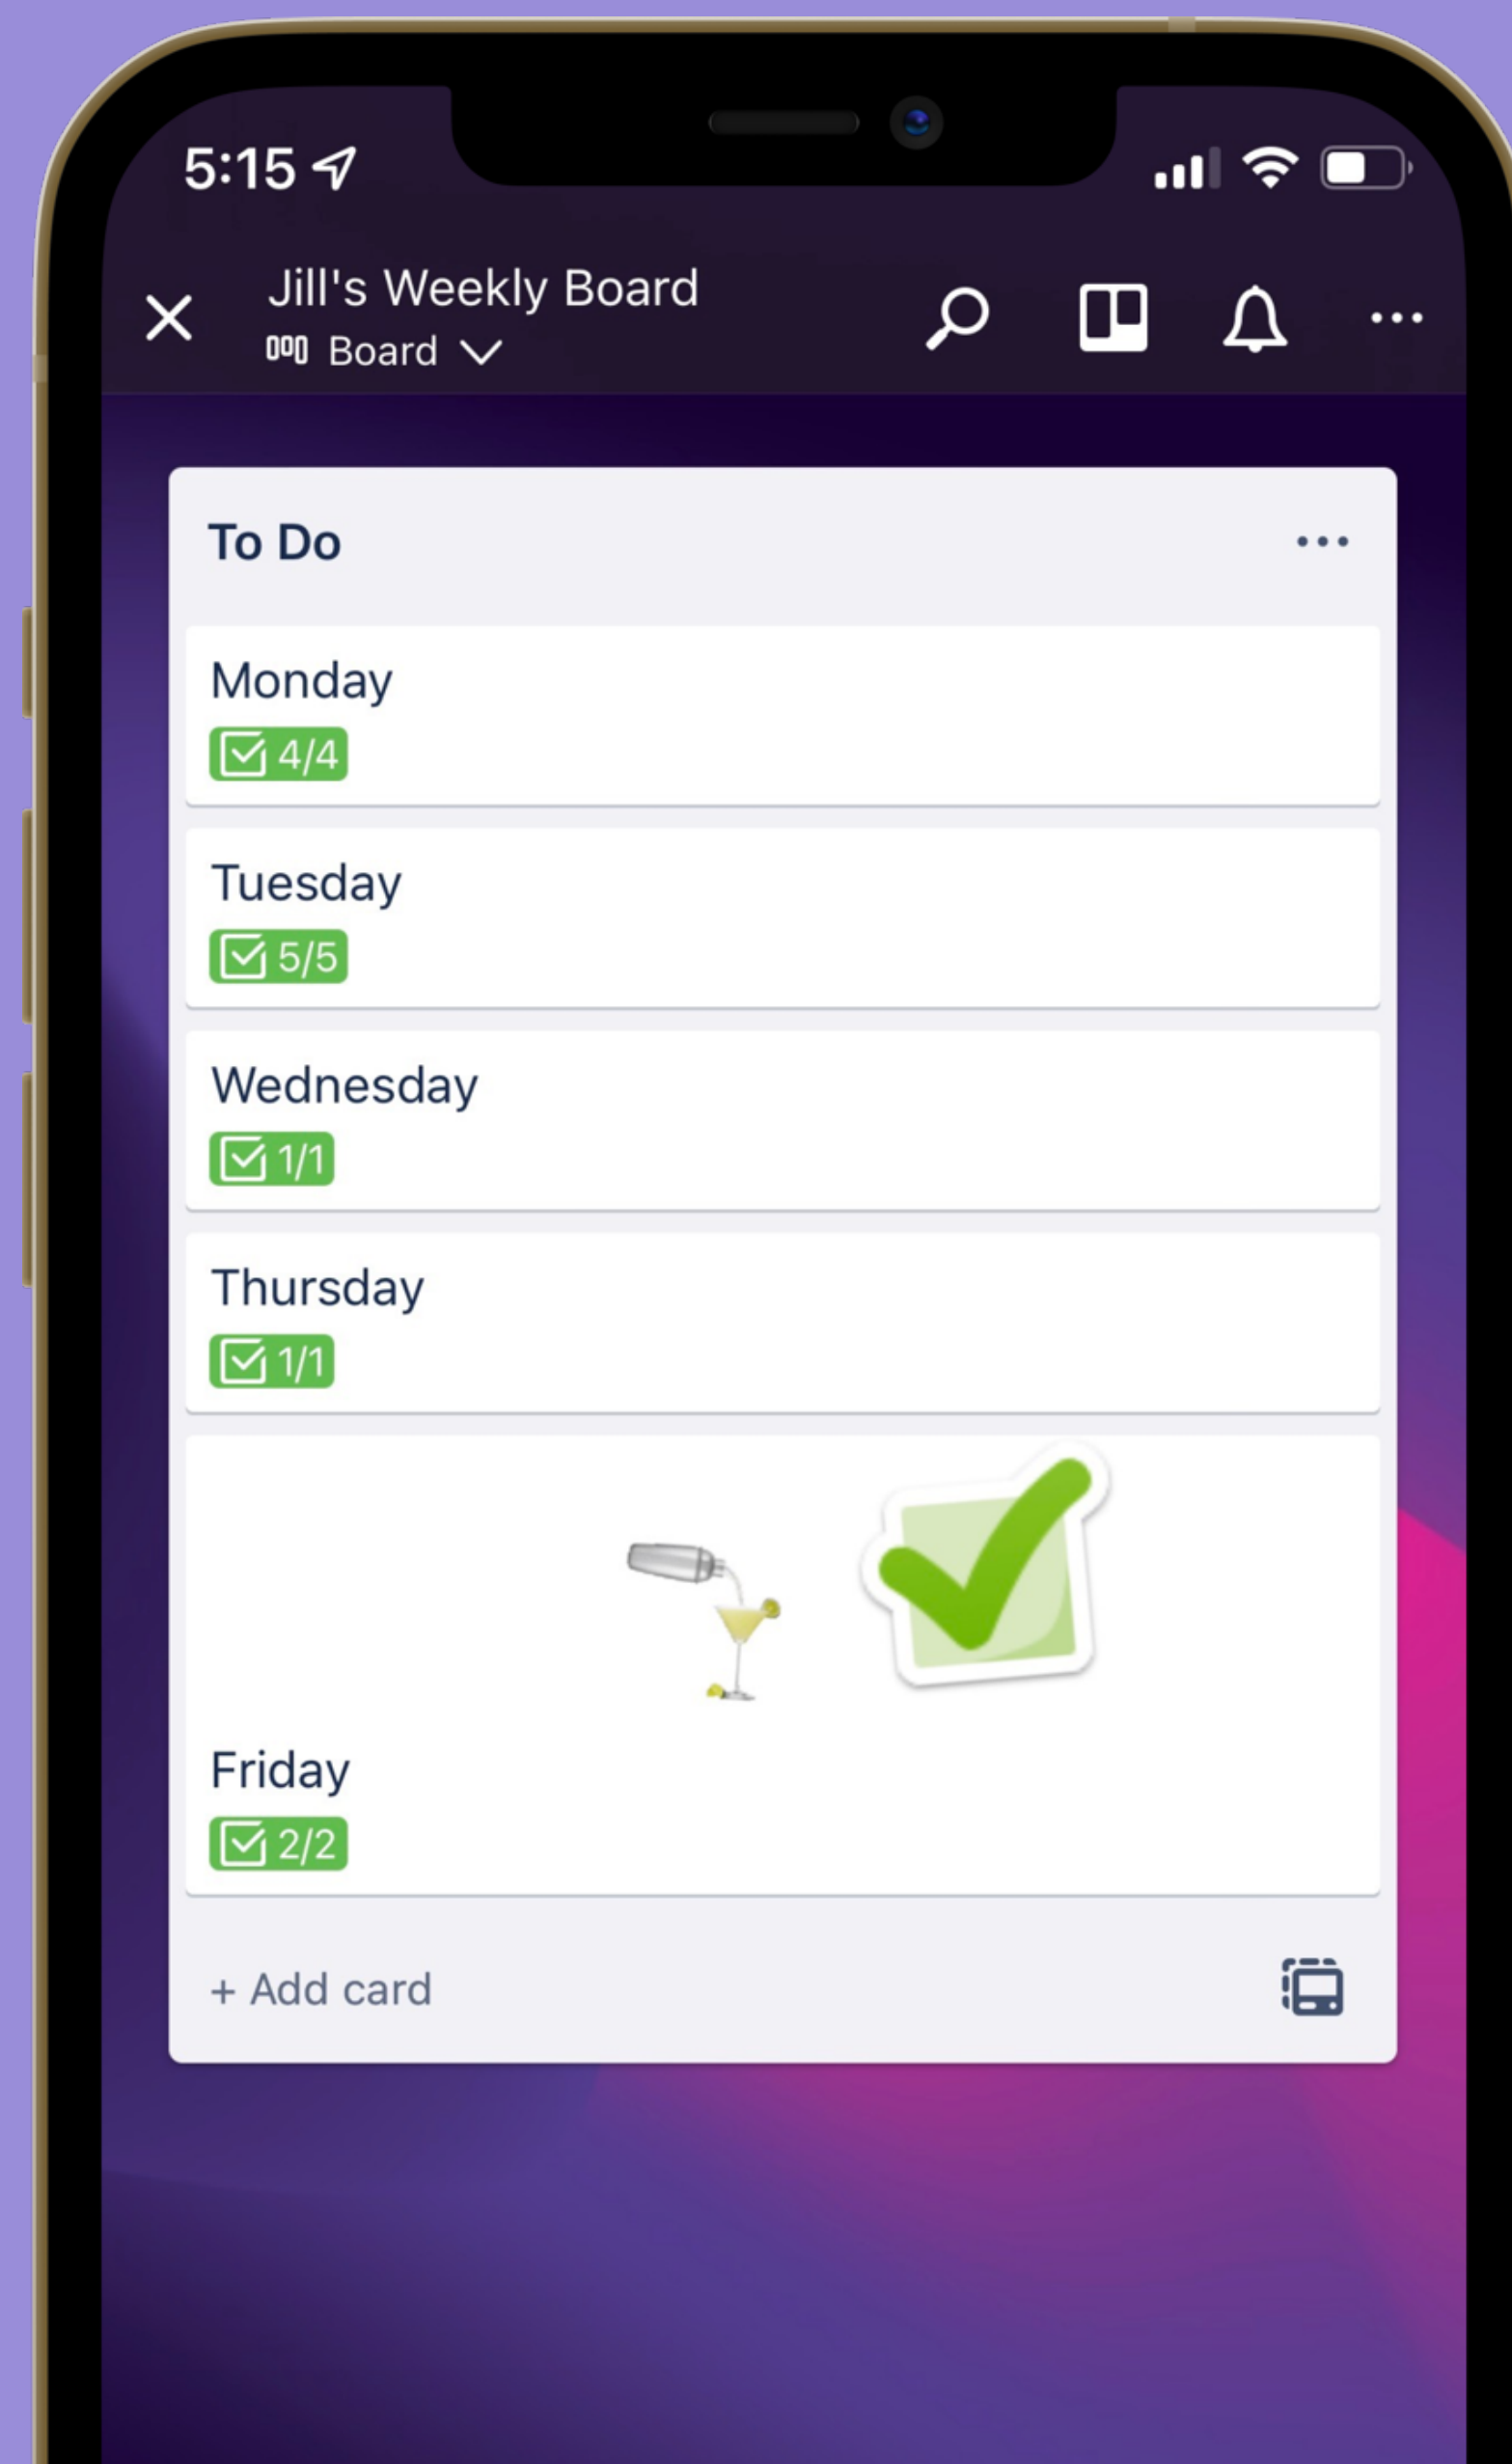 5:15
Jill's Weekly Board
Board
To Do
Monday
4/4
Tuesday
5/5
Wednesday
1/1
Thursday
1/1
Friday
2/2
+ Add card